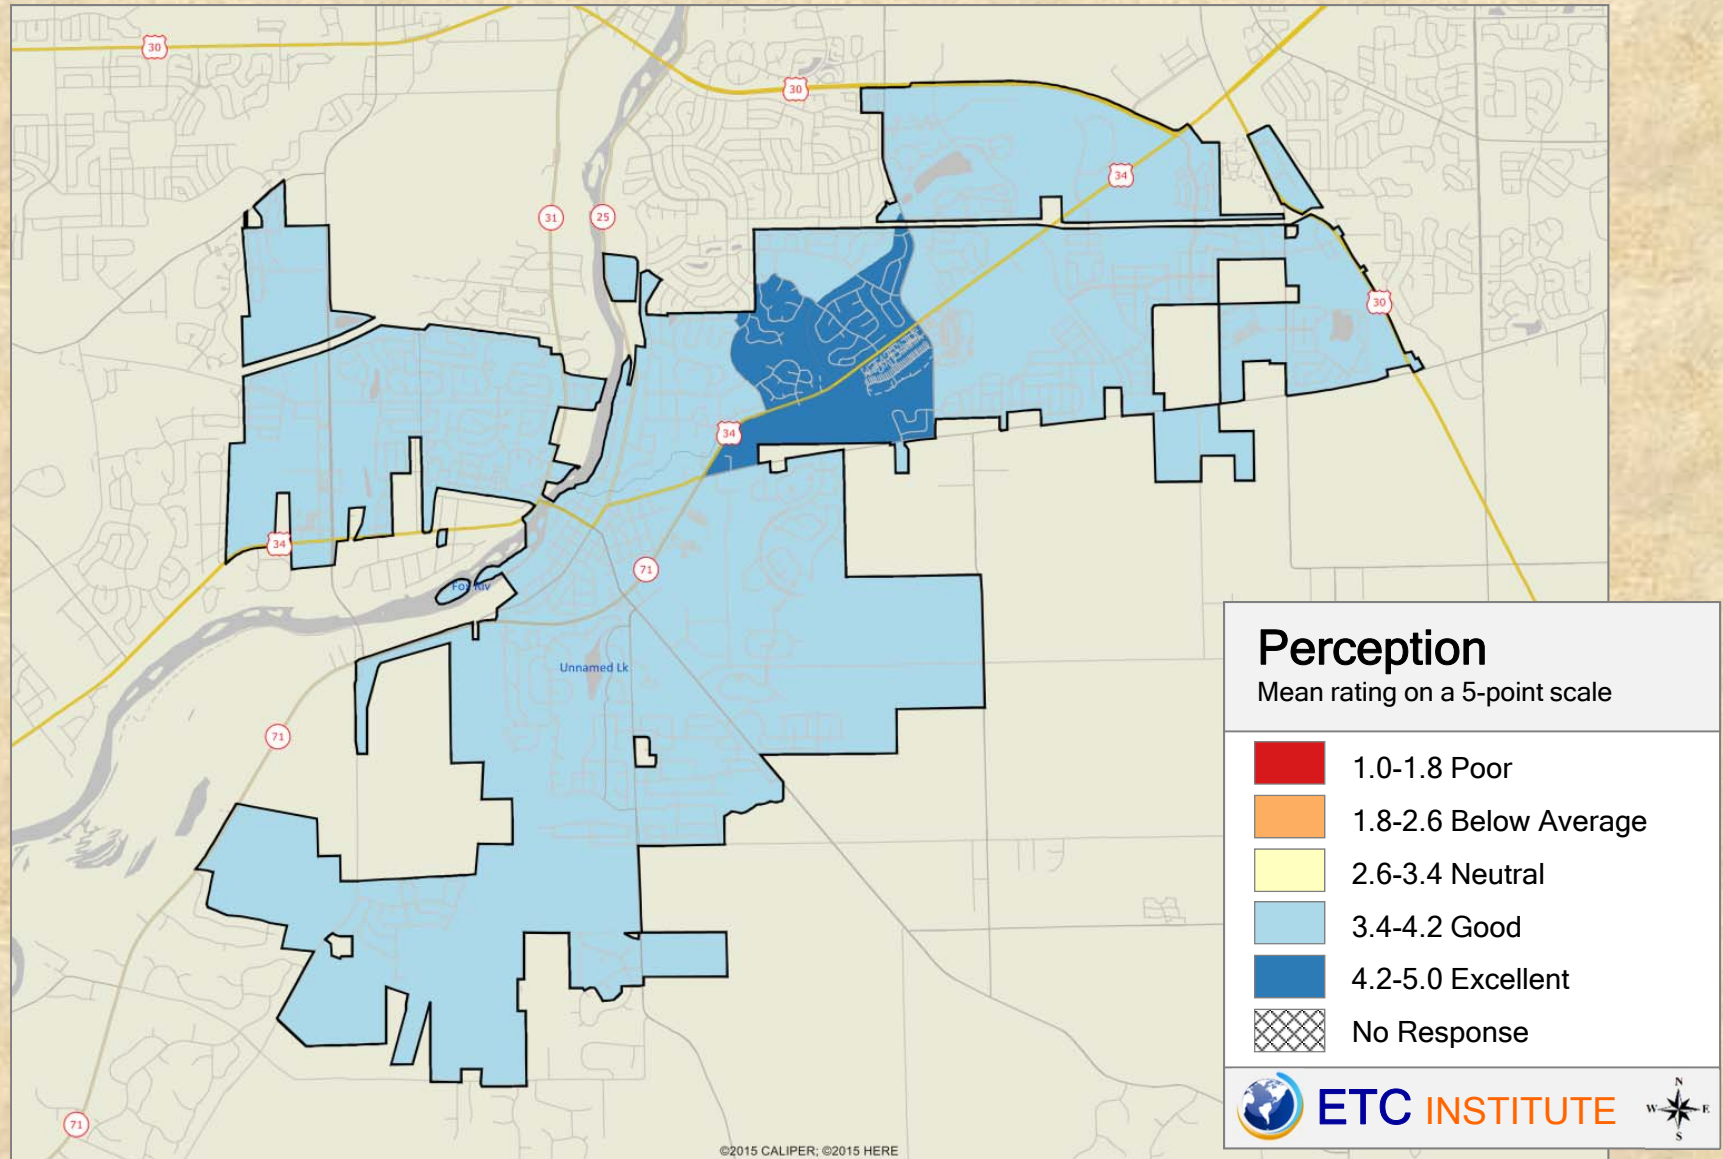 30
30
34
31
25
30
34
34
71
Fox Riv
Unnamed Lk
71
71
©2015 CALIPER; ©2015 HERE
Perception
Mean rating on a 5-point scale
1.0-1.8 Poor
1.8-2.6 Below Average
2.6-3.4 Neutral
3.4-4.2 Good
4.2-5.0 Excellent
No Response
ETC INSTITUTE
N
W E
S